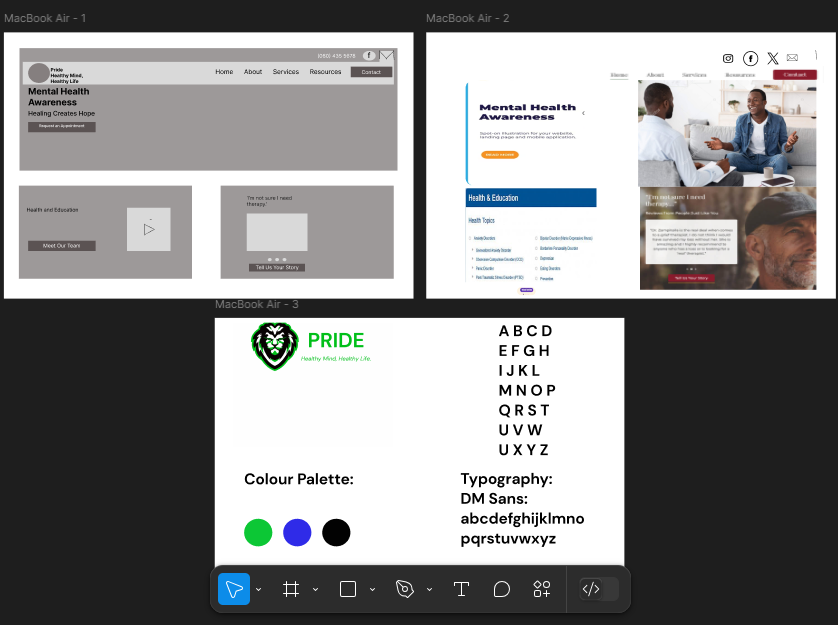 MacBook Air - 1
(080) 435 5978
Pride
Healthy Mind,
Healthy Life
Home About Services Resources Contact
Mental Health
Awareness
Healing Creates Hope
Request an Appointment
Health and Education
Meet Our Team
"I'm not sure I need
therapy."
Tell Us Your Story
MacBook Air - 2
Home About Services Resources Contact
Mental Health
Awareness
Spot-on Illustration for your website,
landing page and mobile application.
Health & Education
Health Topics
Anxiety Disorders
Generalized Anxiety Disorder
Obsessive-Compulsive Disorder (OCD)
Panic Disorder
Post-Traumatic Stress Disorder (PTSD)
Bipolar Disorder (Manic-Depressive Illness)
Borderline Personality Disorder
Depression
Eating Disorders
Prevention
"I'm not sure I need
therapy."
Tell Us Your Story
MacBook Air - 3
PRIDE
Healthy Mind, Healthy Life.
A B C D
E F G H
I J K L
M N O P
Q R S T
U V W
U X Y Z
Colour Palette:
Typography:
DM Sans:
abcdefghijklmno
pqrstuvwxyz